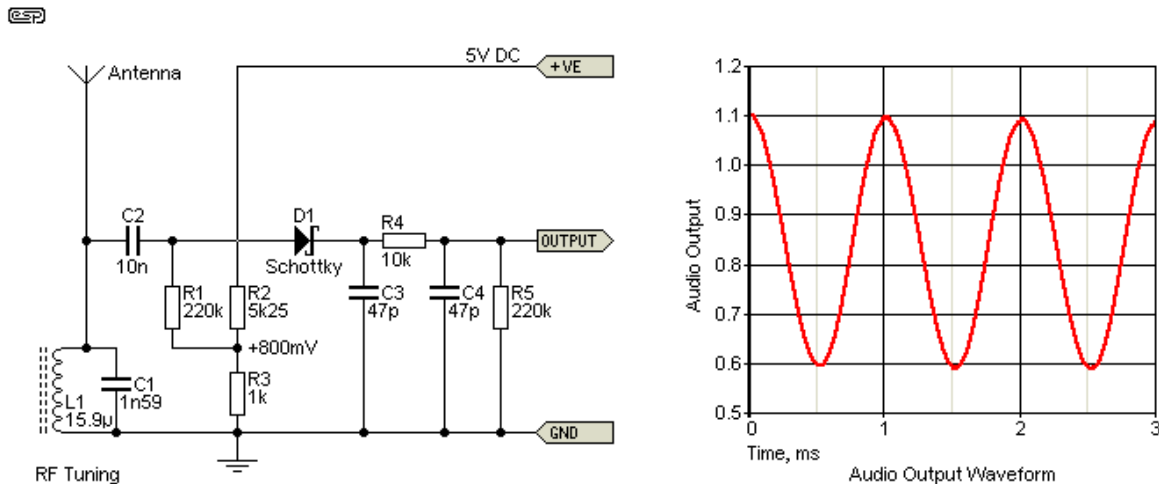 esp
5V DC
+VE
Antenna
C2
10n
D1
Schottky
R4
10k
OUTPUT
R1
220k
R2
5k25
C3
47p
C4
47p
R5
220k
+800mV
L1
15.9µ
C1
1n59
R3
1k
GND
RF Tuning
1.2
1.1
1.0
0.9
0.8
0.7
0.6
0.5
Audio Output
0
1
2
3
Time, ms
Audio Output Waveform